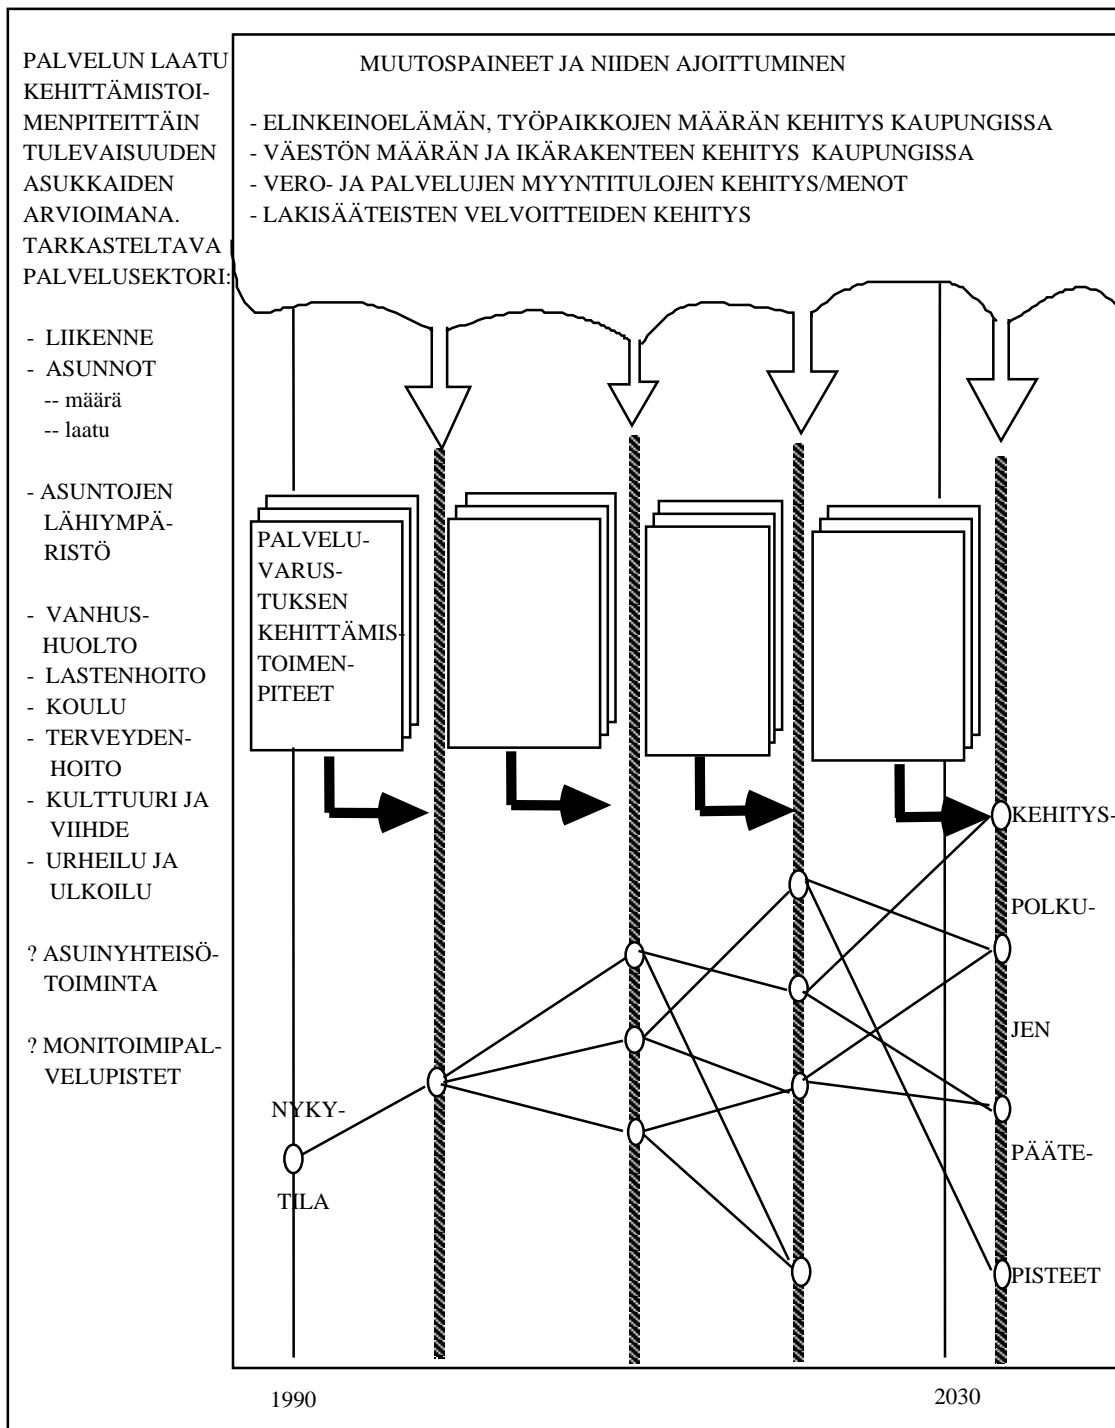 PALVELUN LAATU
KEHITTÄMISTOI-
MENPITEITTÄIN
TULEVAISUUDEN
ASUKKAIDEN
ARVIOIMANA.
TARKASTELTAVA
PALVELUSEKTORI:
- LIIKENNE
- ASUNNOT
-- määrä
-- laatu
- ASUNTOJEN
LÄHIYMPÄ-
RISTÖ
- VANHUS-
HUOLTO
- LASTENHOITO
- KOULU
- TERVEYDEN-
HOITO
- KULTTUURI JA
VIIHDE
- URHEILU JA
ULKOILU
? ASUINYHTEISÖ-
TOIMINTA
? MONITOIMIPAL-
VELUPISTET
MUUTOSPAINEET JA NIIDEN AJOITTUMINEN
- ELINKEINOELÄMÄN, TYÖPAIKKOJEN MÄÄRÄN KEHITYS KAUPUNGISSA
- VÄESTÖN MÄÄRÄN JA IKÄRAKENTEEN KEHITYS KAUPUNGISSA
- VERO- JA PALVELUJEN MYYNTITULOJEN KEHITYS/MENOT
- LAKISÄÄTEISTEN VELVOITTEIDEN KEHITYS
PALVELU-
VARUS-
TUKSEN
KEHITTÄMIS-
TOIMEN-
PITEET
NYKY-
TILA
KEHITYS-
POLKU-
JEN
PÄÄTE-
PISTEET
1990
2030